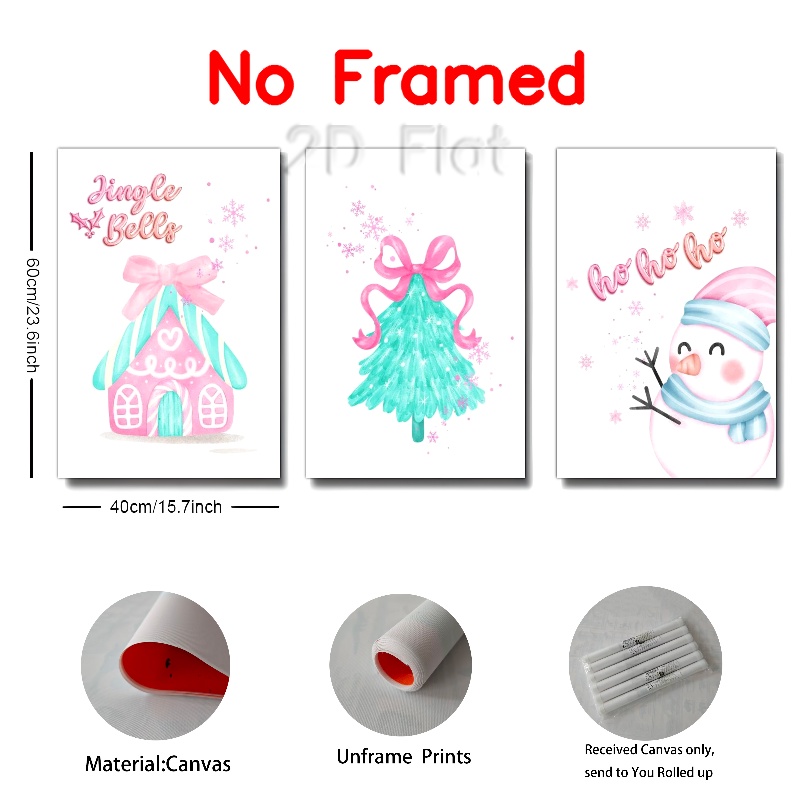 No Framed
2D Flat
Jingle
Bells
ho ho ho
60cm/23.6inch
40cm/15.7inch
Material:Canvas
Unframe Prints
Received Canvas only,
send to You Rolled up